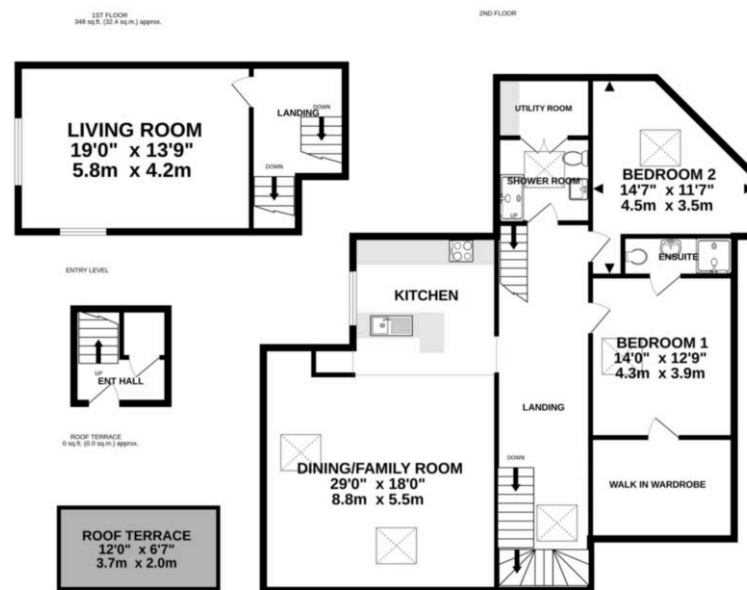 1ST FLOOR
348 sq.ft. (32.4 sq.m.) approx.
LIVING ROOM
19'0" x 13'9"
5.8m x 4.2m
LANDING
DOWN
DOWN
ENTRY LEVEL
UP
ENT HALL
ROOF TERRACE
0 sq.ft. (0.0 sq.m.) approx.
ROOF TERRACE
12'0" x 6'7"
3.7m x 2.0m
2ND FLOOR
UTILITY ROOM
SHOWER ROOM
UP
BEDROOM 2
14'7" x 11'7"
4.5m x 3.5m
ENSUITE
KITCHEN
BEDROOM 1
14'0" x 12'9"
4.3m x 3.9m
LANDING
DOWN
DINING/FAMILY ROOM
29'0" x 18'0"
8.8m x 5.5m
WALK IN WARDROBE